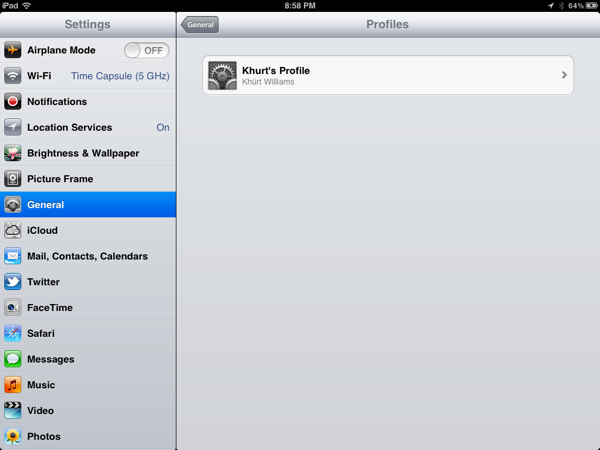 iPad 8:58 PM 64%
Settings
General
Profiles
Airplane Mode OFF
Wi-Fi Time Capsule (5 GHz)
Notifications
Location Services On
Brightness & Wallpaper
Picture Frame
General
iCloud
Mail, Contacts, Calendars
Twitter
FaceTime
Safari
Messages
Music
Video
Photos
Khurt's Profile
Khürt Williams